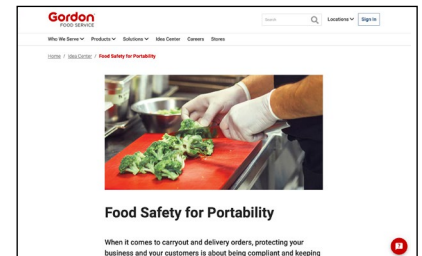 Gordon
FOOD SERVICE
Search
Locations
Sign in
Who We Serve Products Solutions Idea Center Careers Stores
Home / Idea Center / Food Safety for Portability
Food Safety for Portability
When it comes to carryout and delivery orders, protecting your
business and your customers is about being compliant and keeping